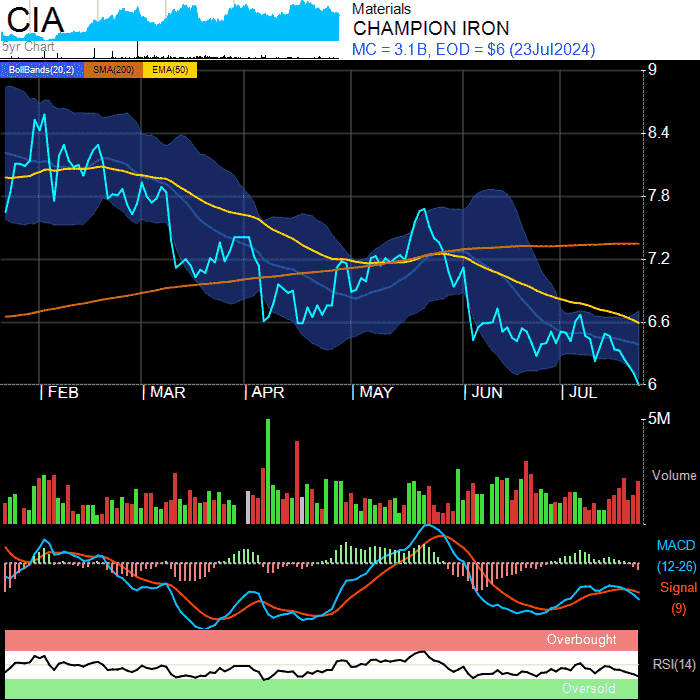 CIA
5yr Chart
Materials
CHAMPION IRON
MC = 3.1B, EOD = $6 (23Jul2024)
BollBands(20,2) SMA(200) EMA(50)
9
8.4
7.8
7.2
6.6
6
FEB MAR APR MAY JUN JUL
5M
Volume
MACD
(12-26)
Signal
(9)
Overbought
RSI(14)
Oversold